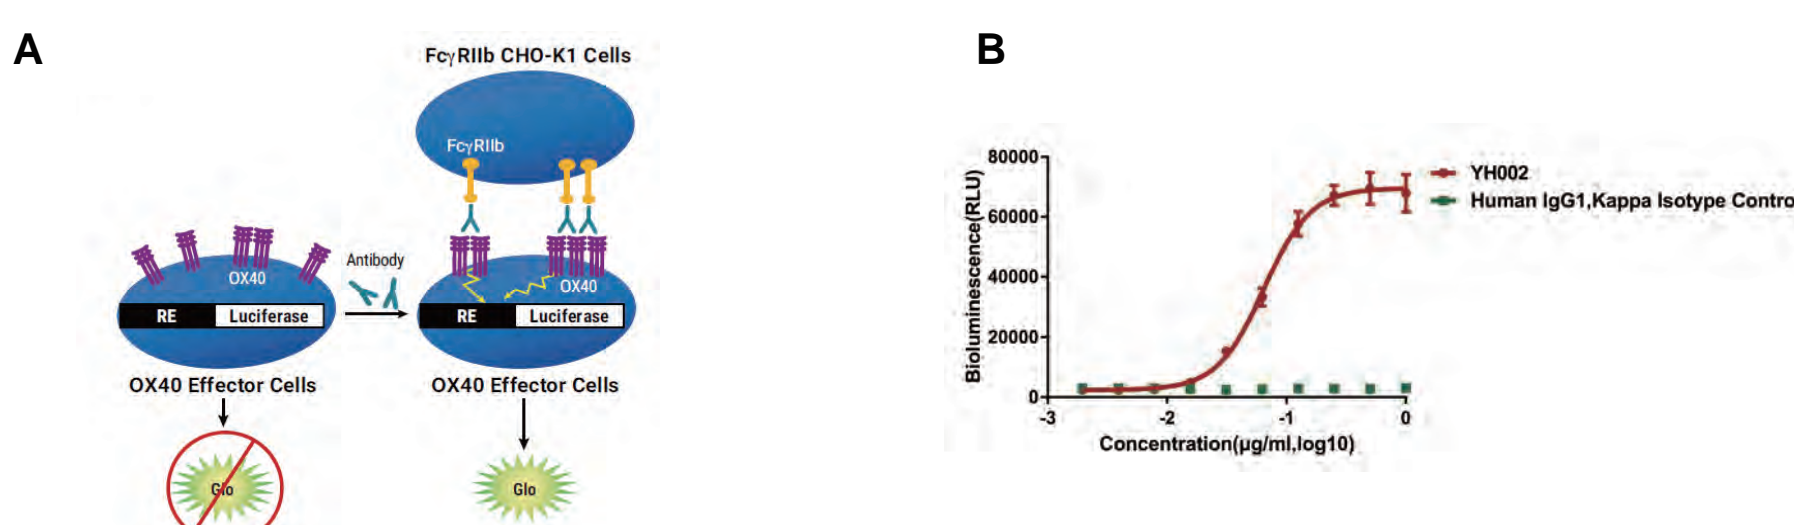 A
FcγRIIb CHO-K1 Cells
FcγRIIb
OX40
Antibody
OX40
RE
Luciferase
RE
Luciferase
OX40 Effector Cells
OX40 Effector Cells
Glo
Glo
B
Bioluminescence(RLU)
80000
60000
40000
20000
0
-3
-2
-1
0
Concentration(μg/ml,log10)
YH002
Human IgG1,Kappa Isotype Contro